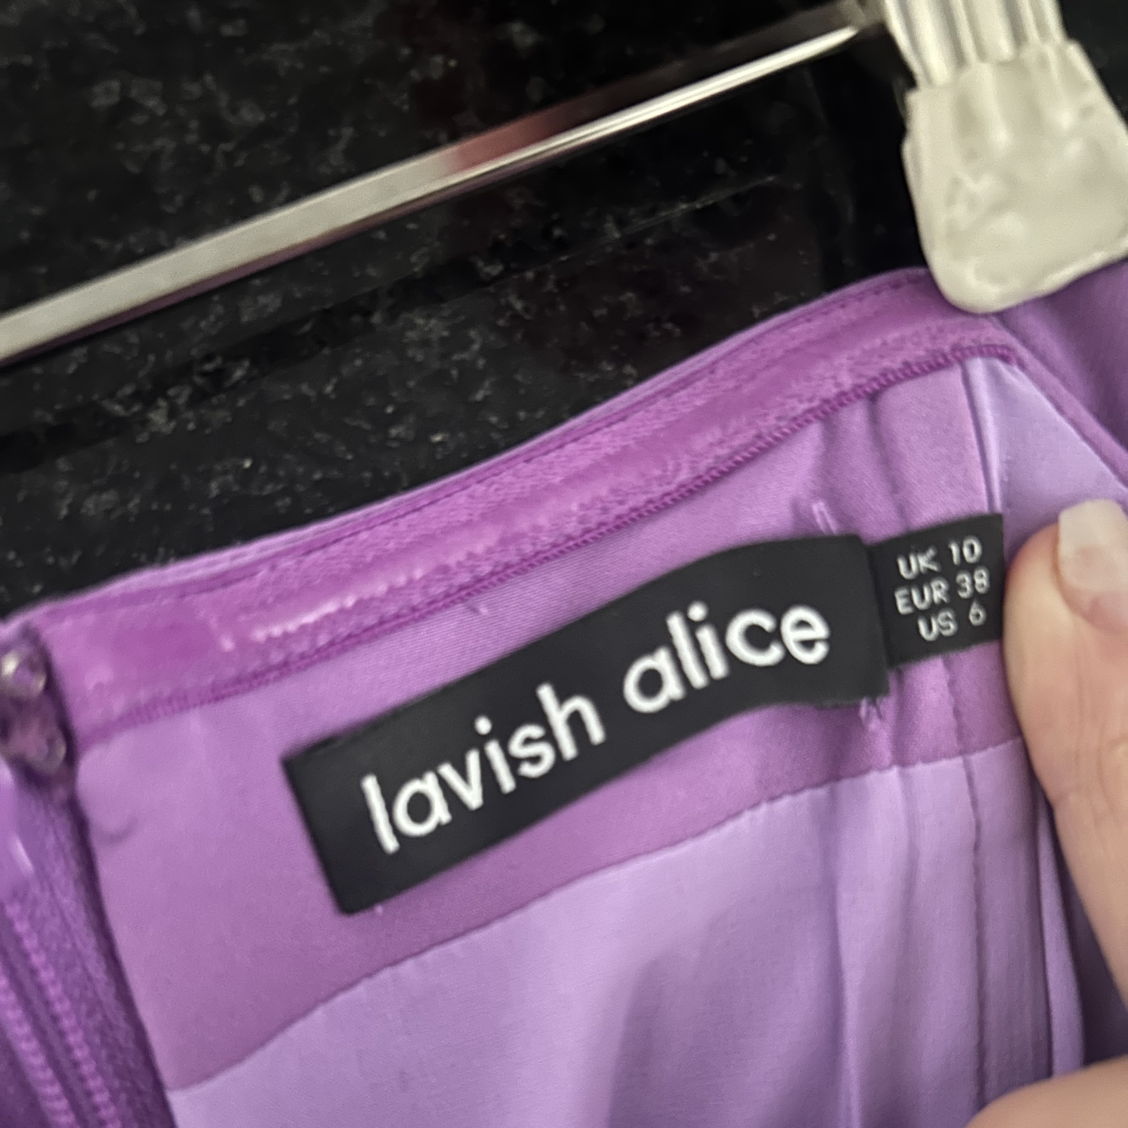 lavish alice
UK 10
EUR 38
US 6